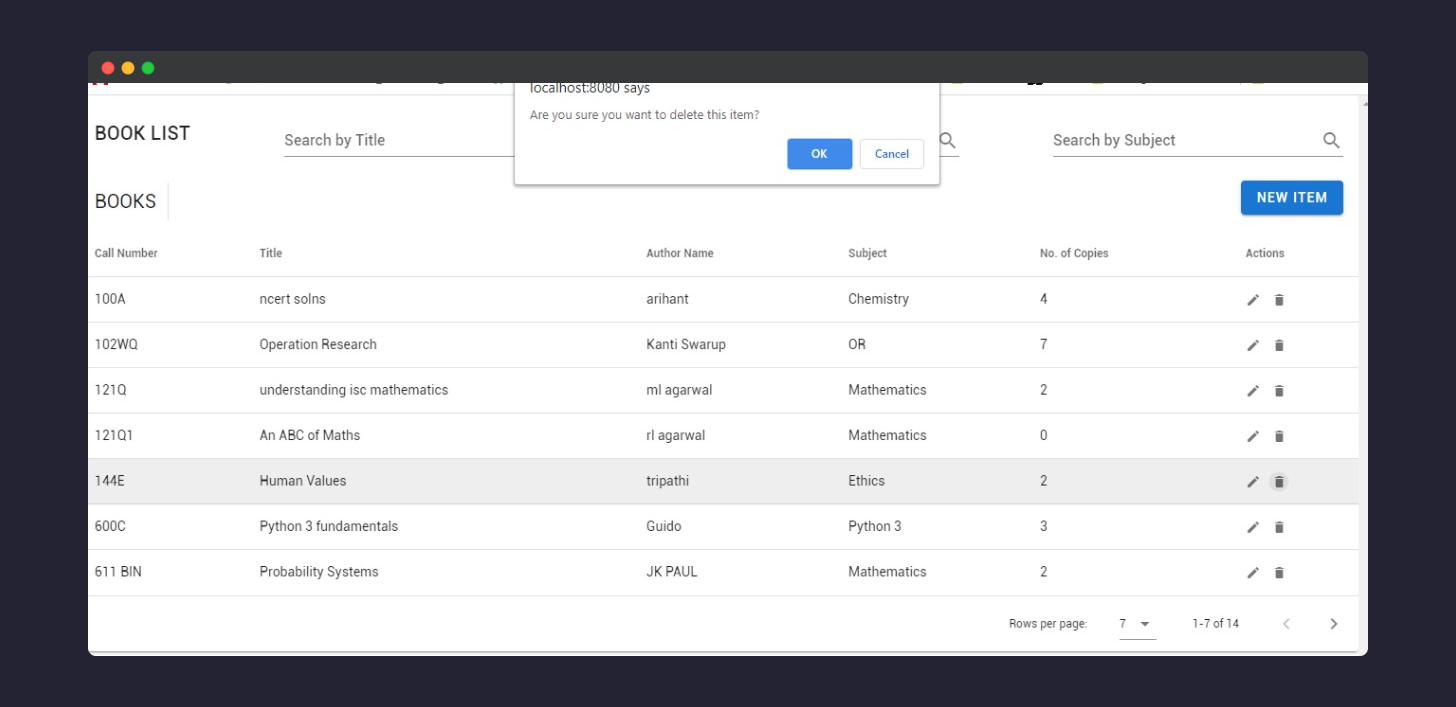 localhost:8080 says
Are you sure you want to delete this item?
OK Cancel
BOOK LIST Search by Title Search by Subject
BOOKS NEW ITEM
Call Number Title Author Name Subject No. of Copies Actions
100A ncert solns arihant Chemistry 4
102WQ Operation Research Kanti Swarup OR 7
121Q understanding isc mathematics ml agarwal Mathematics 2
121Q1 An ABC of Maths rl agarwal Mathematics 0
144E Human Values tripathi Ethics 2
600C Python 3 fundamentals Guido Python 3 3
611 BIN Probability Systems JK PAUL Mathematics 2
Rows per page: 7 1-7 of 14